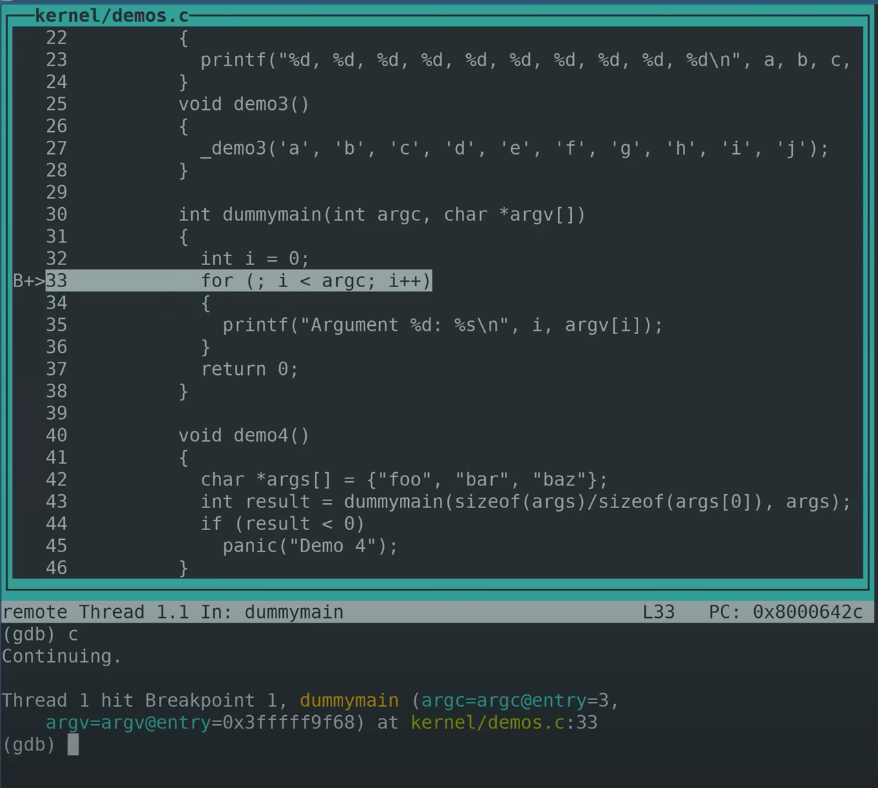 kernel/demos.c
22 {
23 printf("%d, %d, %d, %d, %d, %d, %d, %d, %d, %d\n", a, b, c,
24 }
25 void demo3()
26 {
27 _demo3('a', 'b', 'c', 'd', 'e', 'f', 'g', 'h', 'i', 'j');
28 }
29
30 int dummymain(int argc, char *argv[])
31 {
32 int i = 0;
B+>33 for (; i < argc; i++)
34 {
35 printf("Argument %d: %s\n", i, argv[i]);
36 }
37 return 0;
38 }
39
40 void demo4()
41 {
42 char *args[] = {"foo", "bar", "baz"};
43 int result = dummymain(sizeof(args)/sizeof(args[0]), args);
44 if (result < 0)
45 panic("Demo 4");
46 }
remote Thread 1.1 In: dummymain L33 PC: 0x8000642c
(gdb) c
Continuing.
Thread 1 hit Breakpoint 1, dummymain (argc=argc@entry=3,
argv=argv@entry=0x3fffff9f68) at kernel/demos.c:33
(gdb)